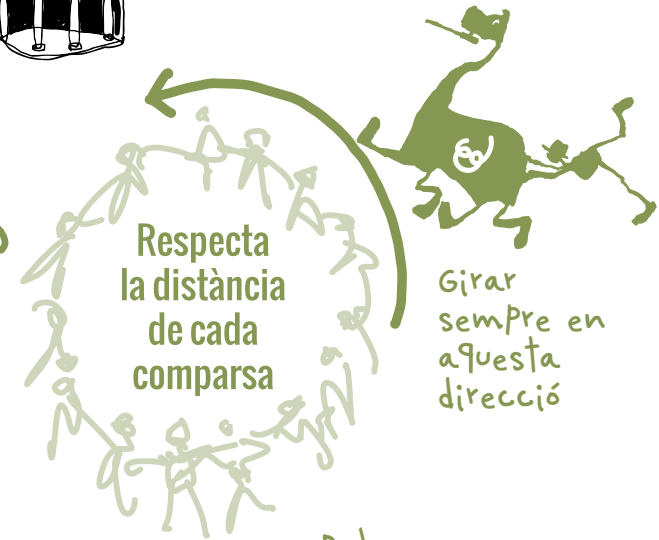 Respecta
la distància
de cada
comparsa
Girar
sempre en
aquesta
direcció